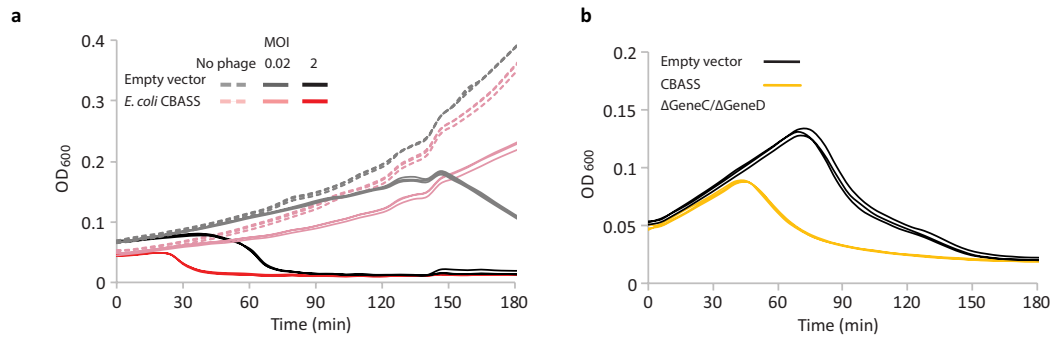 a
MOI
No phage 0.02 2
Empty vector
E. coli CBASS
OD600
0.4
0.3
0.2
0.1
0
0 30 60 90 120 150 180
Time (min)
b
Empty vector
CBASS
ΔGeneC/ΔGeneD
OD 600
0.2
0.15
0.1
0.05
0
0 30 60 90 120 150 180
Time (min)